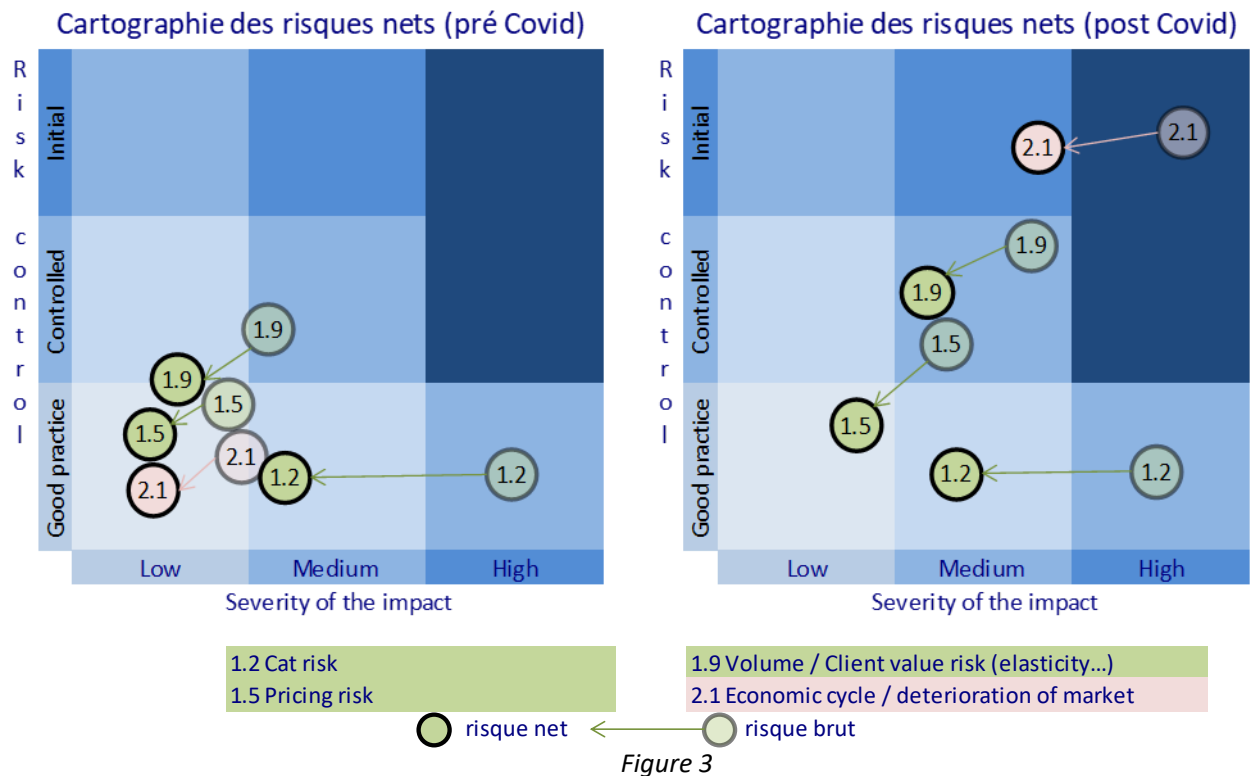 Cartographie des risques nets (pré Covid)
Risk control
Initial
Controlled
Good practice
1.9
1.9
1.5
1.5
2.1
2.1
1.2
1.2
Low Medium High
Severity of the impact
Cartographie des risques nets (post Covid)
Risk control
Initial
Controlled
Good practice
2.1
2.1
1.9
1.9
1.5
1.5
1.2
1.2
Low Medium High
Severity of the impact
1.2 Cat risk
1.5 Pricing risk
1.9 Volume / Client value risk (elasticity...)
2.1 Economic cycle / deterioration of market
risque net
risque brut
Figure 3